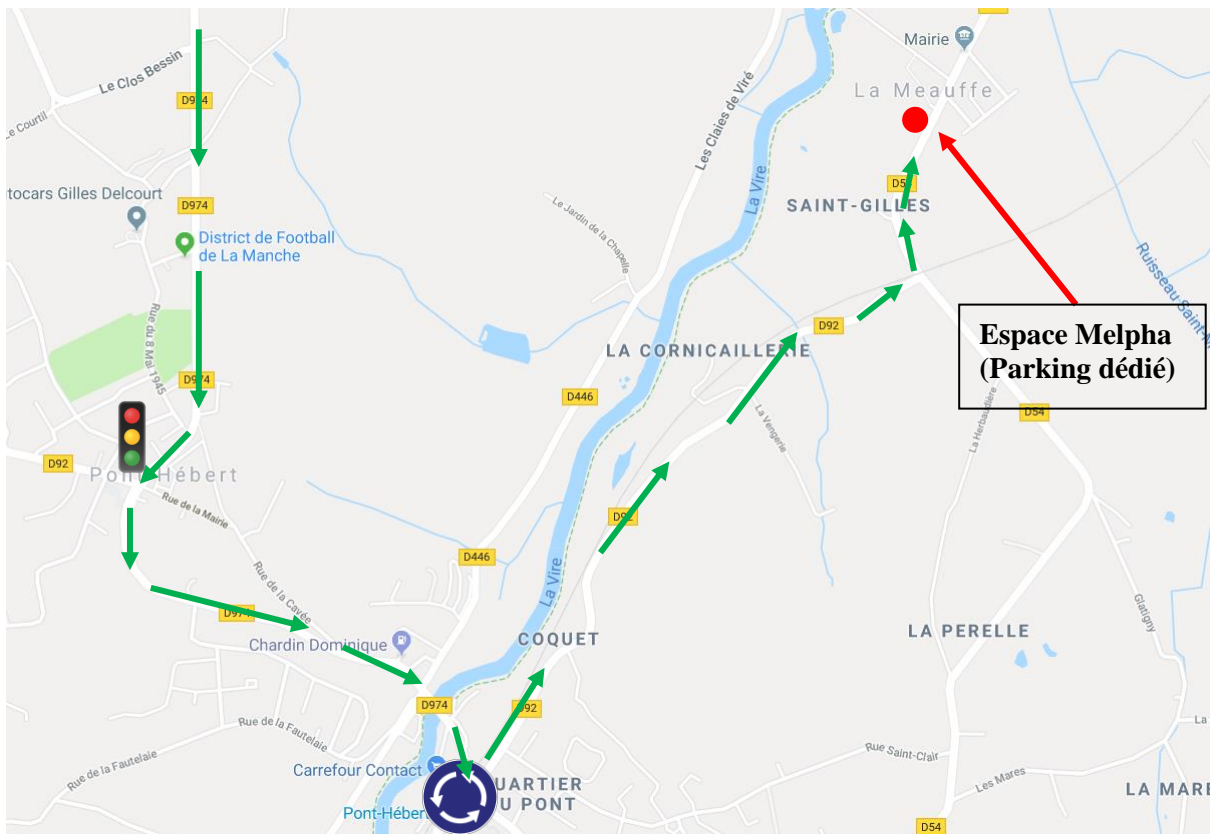 Mairie
Le Clos Bessin
La Meauffe
D974
Le Courtil
Les Claies de Viré
La Vire
tocars Gilles Delcourt
D974
D54
SAINT-GILLES
Le Jardin de la Chapelle
District de Football
de La Manche
Ruisseau Saint-M
Rue du 8 Mai 1945
D92
Espace Melpha
(Parking dédié)
LA CORNICAILLERIE
D974
D446
La Vengerie
La Herbaudière
D54
D92
Pont-Hébert
Rue de la Mairie
D92
D446
La Vire
Rue de la Cavée
D974
Glatigny
COQUET
LA PERELLE
Chardin Dominique
D974
D92
Rue de la Fautelaie
La
Rue Saint-Clair
Carrefour Contact
Rue de la Fautelaie
UARTIER
U PONT
Les Mares
LA MARE
Pont-Héber
D54